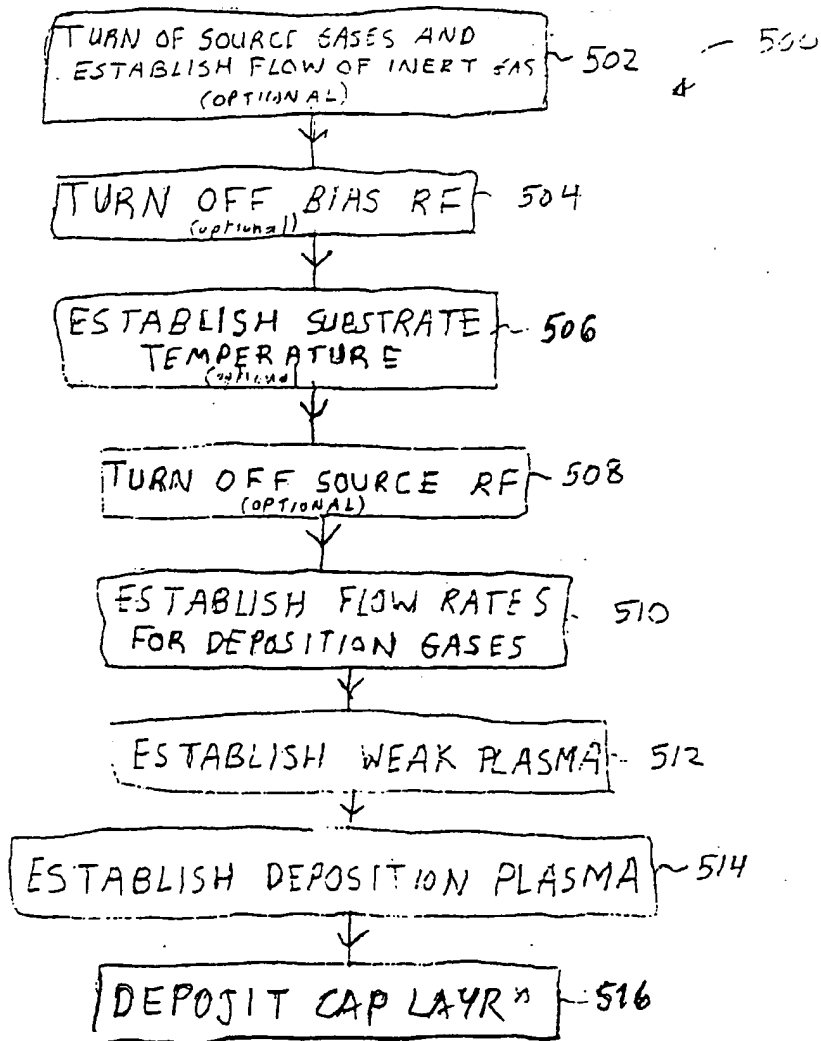 TURN OF SOURCE GASES AND 500
ESTABLISH FLOW OF INERT GAS 502
(OPTIONAL)
TURN OFF BIAS RF 504
(optional)
ESTABLISH SUBSTRATE 506
TEMPERATURE
(optional
TURN OFF SOURCE RF 508
(OPTIONAL)
ESTABLISH FLOW RATES 510
FOR DEPOSITION GASES
ESTABLISH WEAK PLASMA 512
ESTABLISH DEPOSITION PLASMA 514
DEPOSIT CAP LAYR 516